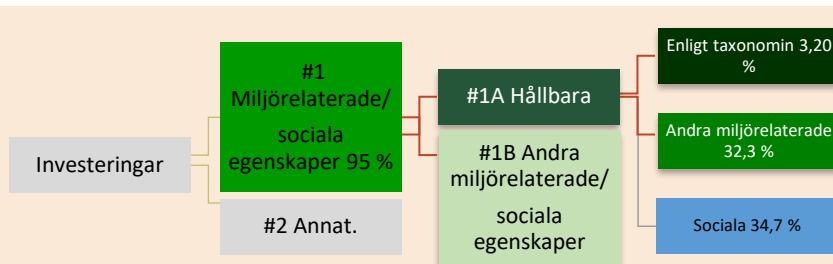 Investeringar
#1
Miljörelaterade/
sociala
egenskaper 95 %
#2 Annat.
#1A Hållbara
#1B Andra
miljörelaterade/
sociala
egenskaper
Enligt taxonomin 3,20
%
Andra miljörelaterade
32,3 %
Sociala 34,7 %